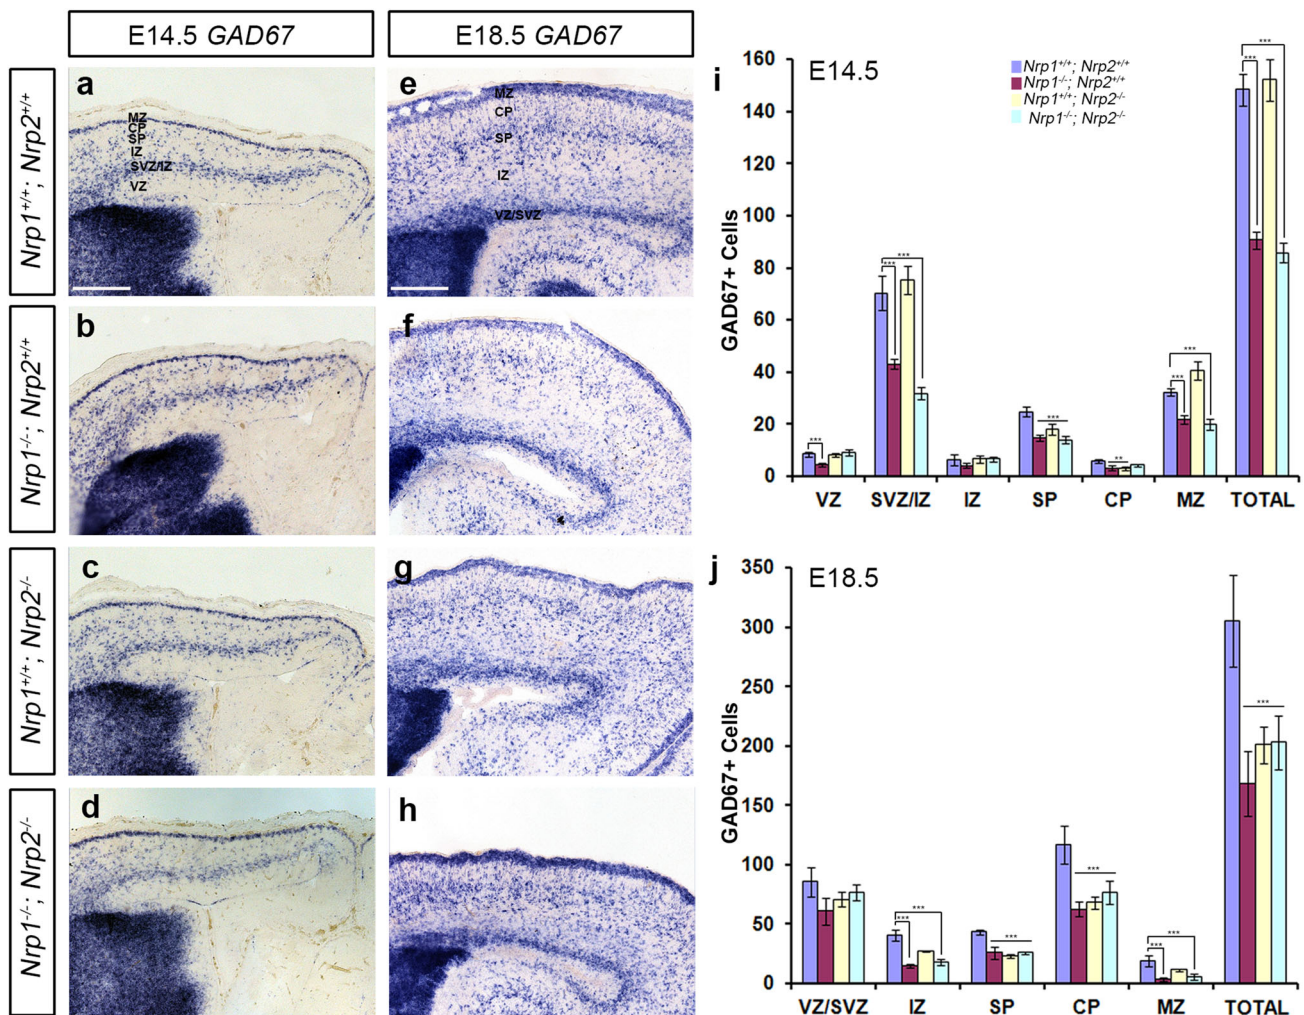 E14.5 GAD67
E18.5 GAD67
Nrp1+/+; Nrp2+/+
Nrp1-/-; Nrp2+/+
Nrp1+/+; Nrp2-/-
Nrp1-/-; Nrp2-/-
a
MZ
CP
SP
IZ
SVZ/IZ
VZ
b
c
d
e
MZ
CP
SP
IZ
VZ/SVZ
f
g
h
i
E14.5
Nrp1+/+; Nrp2+/+
Nrp1-/-; Nrp2+/+
Nrp1+/+; Nrp2-/-
Nrp1-/-; Nrp2-/-
GAD67+ Cells
160
140
120
100
80
60
40
20
0
***
***
***
***
**
***
***
***
***
VZ SVZ/IZ IZ SP CP MZ TOTAL
j
E18.5
GAD67+ Cells
350
300
250
200
150
100
50
0
***
***
***
***
***
***
***
VZ/SVZ IZ SP CP MZ TOTAL